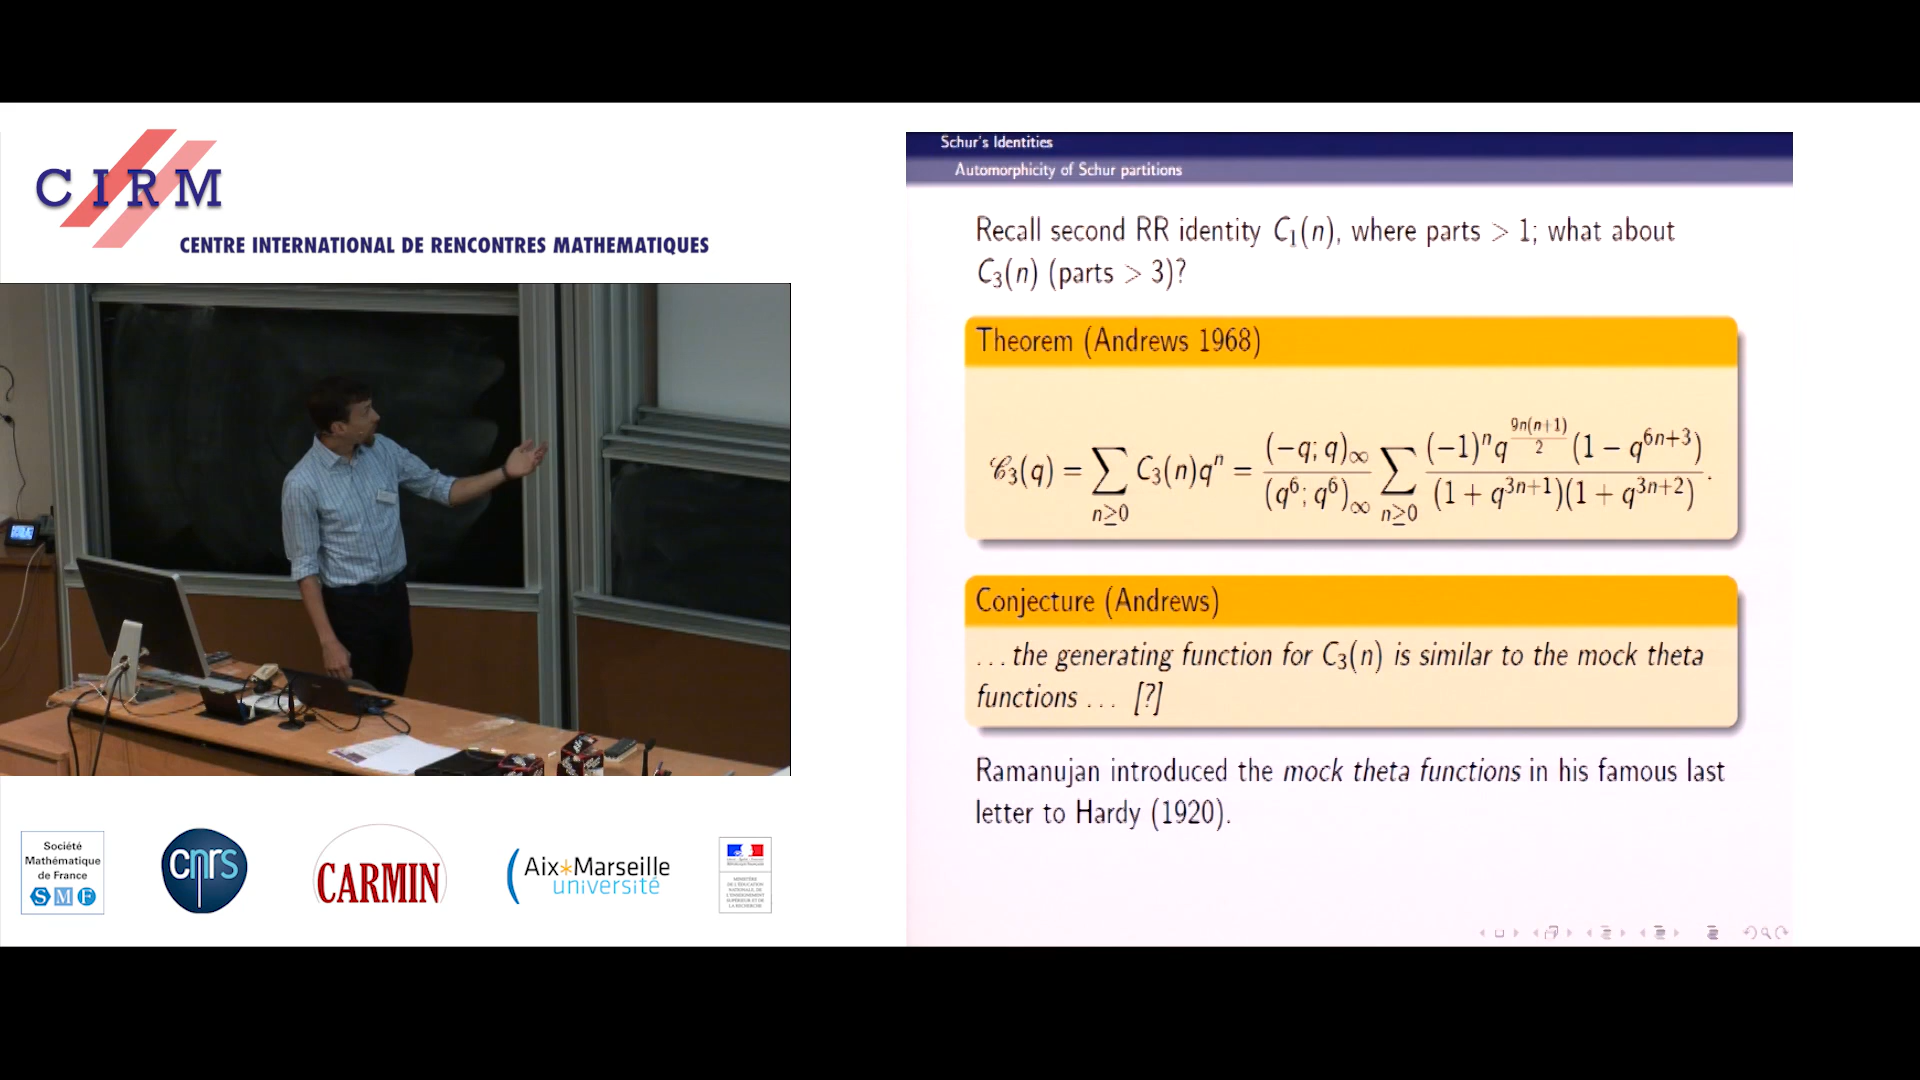 CIRM
CENTRE INTERNATIONAL DE RENCONTRES MATHEMATIQUES
Société
Mathématique
de France
SMF
cnrs
CARMIN
Aix*Marseille
université
Schur's Identities
Automorphicity of Schur partitions
Recall second RR identity C₁(n), where parts > 1; what about
C₃(n) (parts > 3)?
Theorem (Andrews 1968)
𝒞₃(q) = ∑_{n≥0} C₃(n)qⁿ = \frac{(−q; q)_∞}{(q⁶; q⁶)_∞} ∑_{n≥0} \frac{(−1)ⁿ q^{\frac{9n(n+1)}{2}} (1 − q^{6n+3})}{(1 + q^{3n+1})(1 + q^{3n+2})}.
Conjecture (Andrews)
...the generating function for C₃(n) is similar to the mock theta
functions ... [?]
Ramanujan introduced the mock theta functions in his famous last
letter to Hardy (1920).